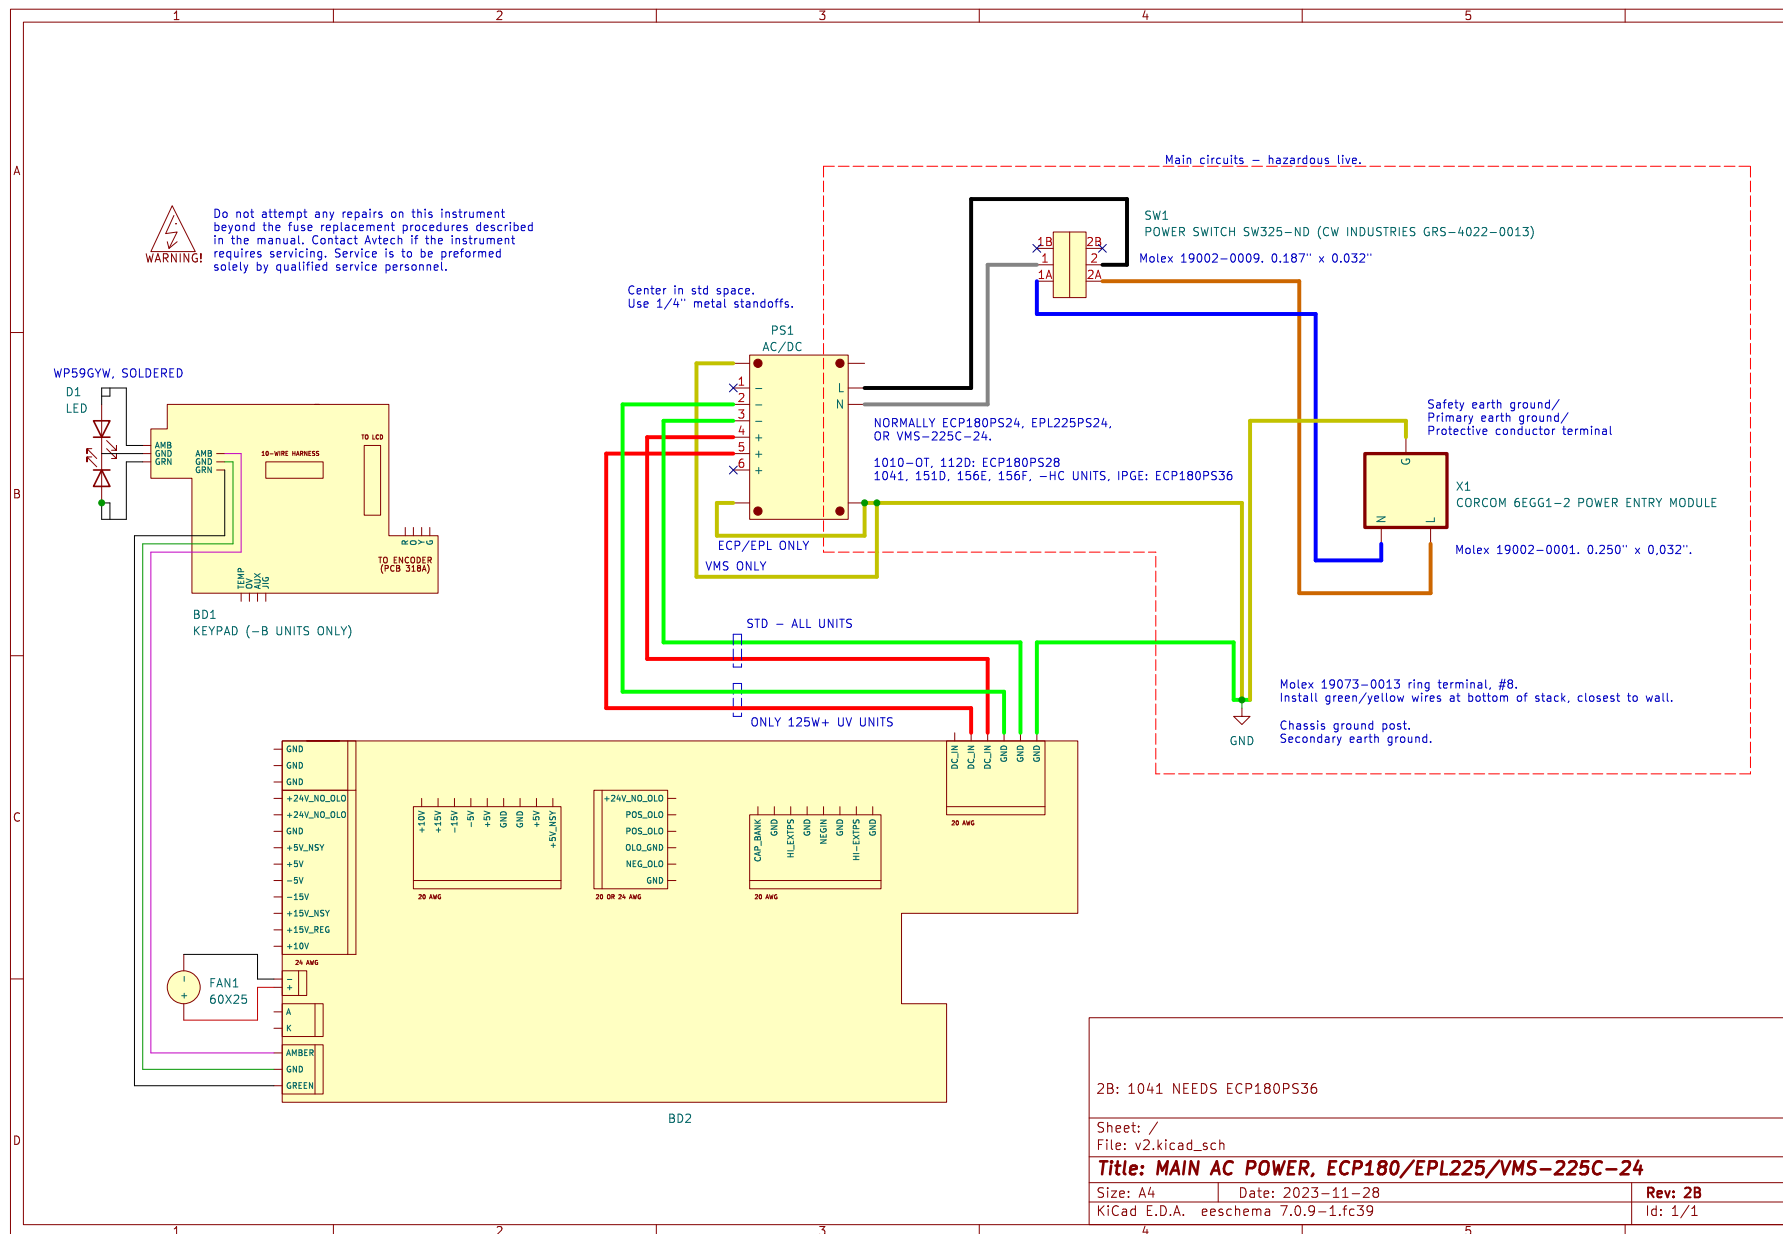 1 2 3 4 5
A
B
C
D
Main circuits - hazardous live.
WARNING!
Do not attempt any repairs on this instrument
beyond the fuse replacement procedures described
in the manual. Contact Avtech if the instrument
requires servicing. Service is to be preformed
solely by qualified service personnel.
SW1
POWER SWITCH SW325-ND (CW INDUSTRIES GRS-4022-0013)
Molex 19002-0009. 0.187" x 0.032"
1B 2B
1 2
1A 2A
Center in std space.
Use 1/4" metal standoffs.
PS1
AC/DC
1 -
2 -
3 -
4 +
5 +
6 +
L
N
NORMALLY ECP180PS24, EPL225PS24,
OR VMS-225C-24.
1010-OT, 112D: ECP180PS28
1041, 151D, 156E, 156F, -HC UNITS, IPGE: ECP180PS36
ECP/EPL ONLY
VMS ONLY
Safety earth ground/
Primary earth ground/
Protective conductor terminal
G
N L
X1
CORCOM 6EGG1-2 POWER ENTRY MODULE
Molex 19002-0001. 0.250" x 0,032".
WP59GYW, SOLDERED
D1
LED
AMB
GND
GRN
AMB
GND
GRN
10-WIRE HARNESS
TO LCD
R O Y G
TO ENCODER
(PCB 318A)
TEMP OV AUX JIG
BD1
KEYPAD (-B UNITS ONLY)
STD - ALL UNITS
ONLY 125W+ UV UNITS
Molex 19073-0013 ring terminal, #8.
Install green/yellow wires at bottom of stack, closest to wall.
Chassis ground post.
Secondary earth ground.
GND
GND
GND
GND
+24V_NO_OLO
+24V_NO_OLO
GND
+5V_NSY
+5V
-5V
-15V
+15V_NSY
+15V_REG
+10V
24 AWG
-
+
A
K
AMBER
GND
GREEN
FAN1
60X25
-
+
+10V +15V -15V -5V +5V GND GND +5V +5V_NSY
20 AWG
+24V_NO_OLO
POS_OLO
POS_OLO
OLO_GND
NEG_OLO
GND
20 OR 24 AWG
CAP_BANK GND HI_EXTPS GND NEGIN GND HI-EXTPS GND
20 AWG
DC_IN DC_IN DC_IN GND GND GND
20 AWG
BD2
2B: 1041 NEEDS ECP180PS36
Sheet: /
File: v2.kicad_sch
Title: MAIN AC POWER, ECP180/EPL225/VMS-225C-24
Size: A4 Date: 2023-11-28 Rev: 2B
KiCad E.D.A. eeschema 7.0.9-1.fc39 Id: 1/1
1 2 3 4 5